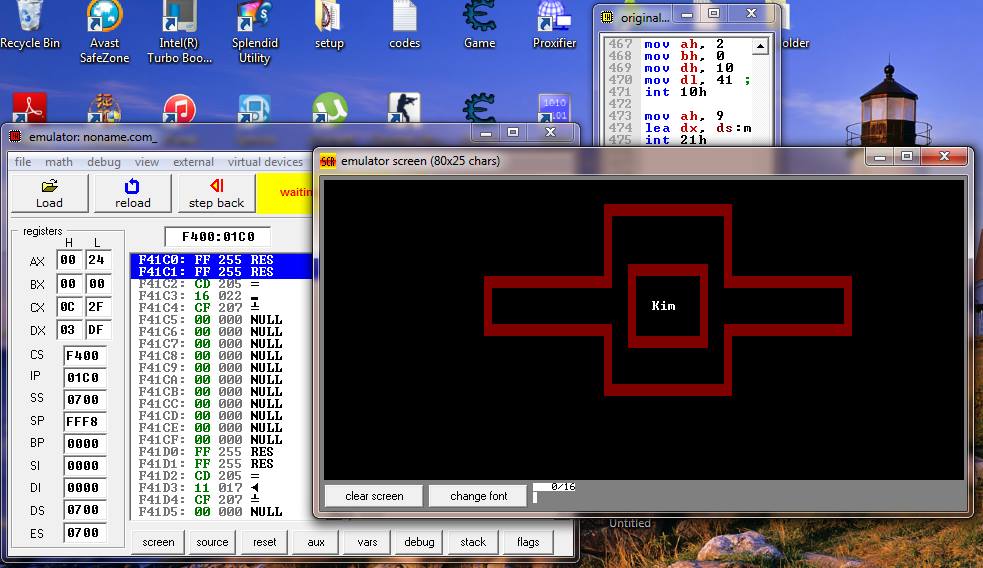 Recycle Bin
Avast
SafeZone
Intel(R)
Turbo Boo...
Splendid
Utility
setup
codes
Game
Proxifier
older
1010
original...
467 mov ah, 2
468 mov bh, 0
469 mov dh, 10
470 mov dl, 41 ;
471 int 10h
472
473 mov ah, 9
474 lea dx, ds:m
475 int 21h
emulator: noname.com_
file math debug view external virtual devices
Load
reload
step back
waitin
registers
H L
AX 00 24
BX 00 00
CX 0C 2F
DX 03 DF
CS F400
IP 01C0
SS 0700
SP FFF8
BP 0000
SI 0000
DI 0000
DS 0700
ES 0700
F400:01C0
F41C0: FF 255 RES
F41C1: FF 255 RES
F41C2: CD 205 =
F41C3: 16 022 ▬
F41C4: CF 207 ╧
F41C5: 00 000 NULL
F41C6: 00 000 NULL
F41C7: 00 000 NULL
F41C8: 00 000 NULL
F41C9: 00 000 NULL
F41CA: 00 000 NULL
F41CB: 00 000 NULL
F41CC: 00 000 NULL
F41CD: 00 000 NULL
F41CE: 00 000 NULL
F41CF: 00 000 NULL
F41D0: FF 255 RES
F41D1: FF 255 RES
F41D2: CD 205 =
F41D3: 11 017 ◄
F41D4: CF 207 ╧
F41D5: 00 000 NULL
screen source reset aux vars debug stack flags
SCR emulator screen (80x25 chars)
Kim
clear screen
change font
0/16
Untitled